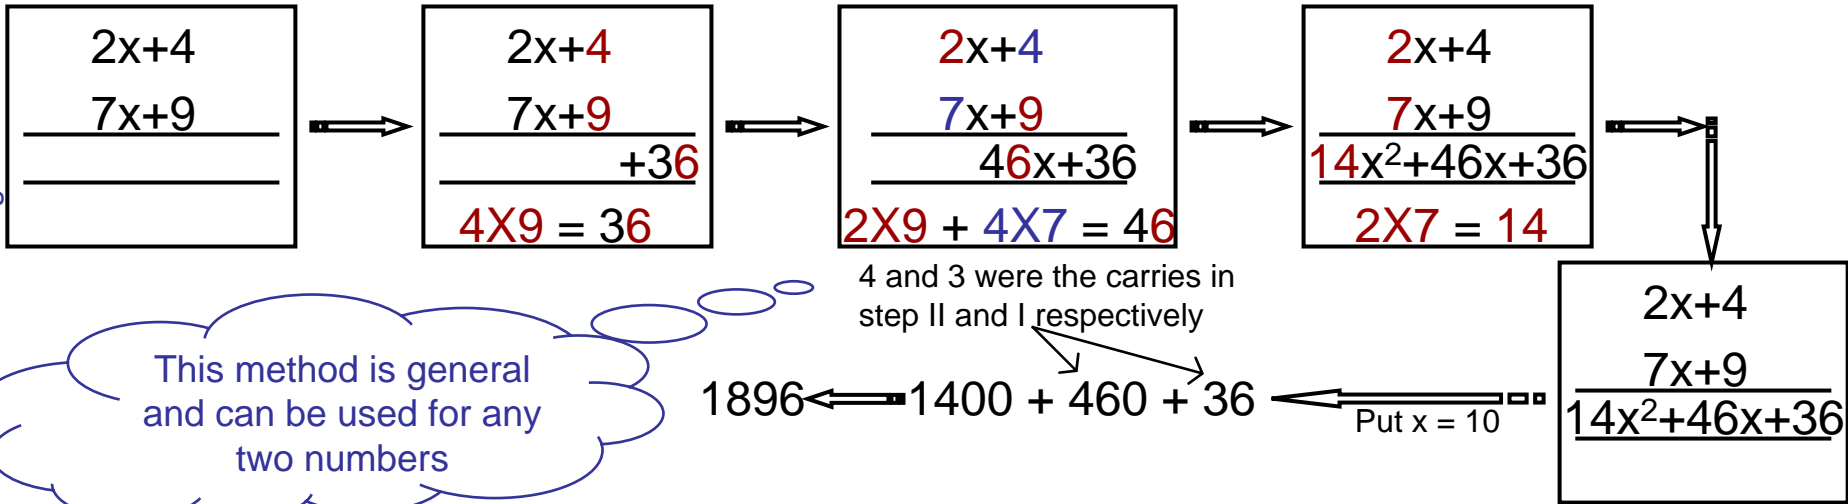 2x+4
7x+9
2x+4
7x+9
+36
4X9 = 36
2x+4
7x+9
46x+36
2X9 + 4X7 = 46
2x+4
7x+9
14x²+46x+36
2X7 = 14
2x+4
7x+9
14x²+46x+36
Put x = 10
4 and 3 were the carries in
step II and I respectively
1896 1400 + 460 + 36
This method is general
and can be used for any
two numbers